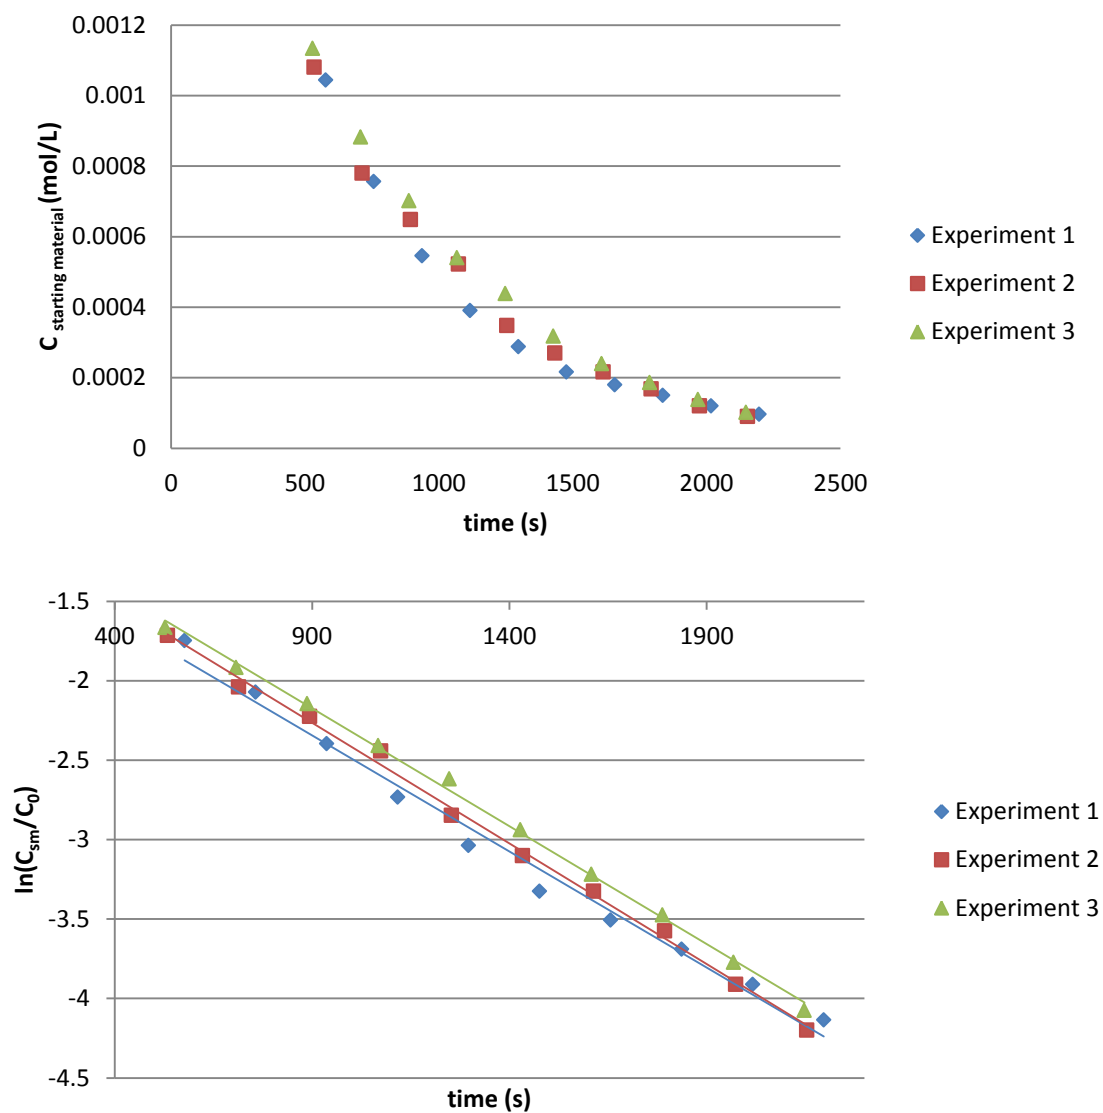 0.0012
0.001
0.0008
0.0006
0.0004
0.0002
0
C starting material (mol/L)
0 500 1000 1500 2000 2500
time (s)
Experiment 1
Experiment 2
Experiment 3
-1.5
400 900 1400 1900
-2
-2.5
-3
-3.5
-4
-4.5
ln(Csm/C0)
time (s)
Experiment 1
Experiment 2
Experiment 3